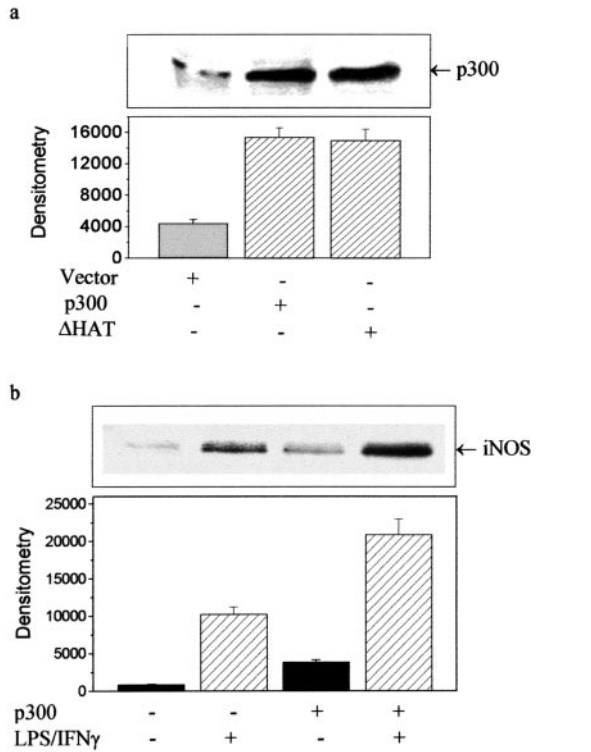 a
← p300
16000
12000
8000
4000
0
Densitometry
Vector + - -
p300 - + -
ΔHAT - - +
b
← iNOS
25000
20000
15000
10000
5000
0
Densitometry
p300 - - + +
LPS/IFNγ - + - +